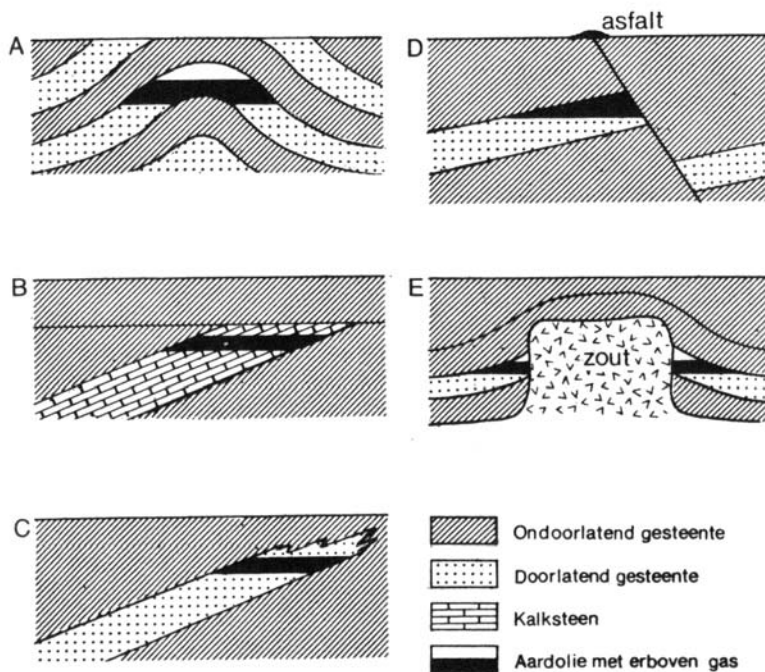 A
asfalt
D
B
E
zout
C
Ondoorlatend gesteente
Doorlatend gesteente
Kalksteen
Aardolie met erboven gas